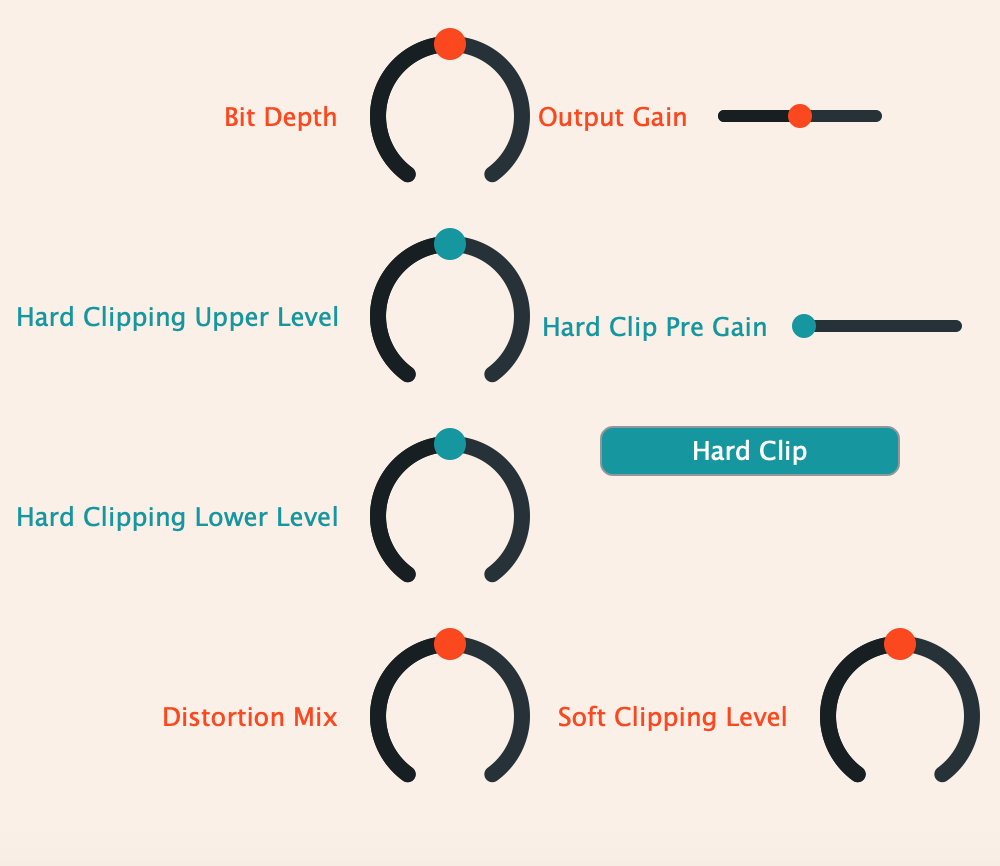 Bit Depth
Output Gain
Hard Clipping Upper Level
Hard Clip Pre Gain
Hard Clip
Hard Clipping Lower Level
Distortion Mix
Soft Clipping Level